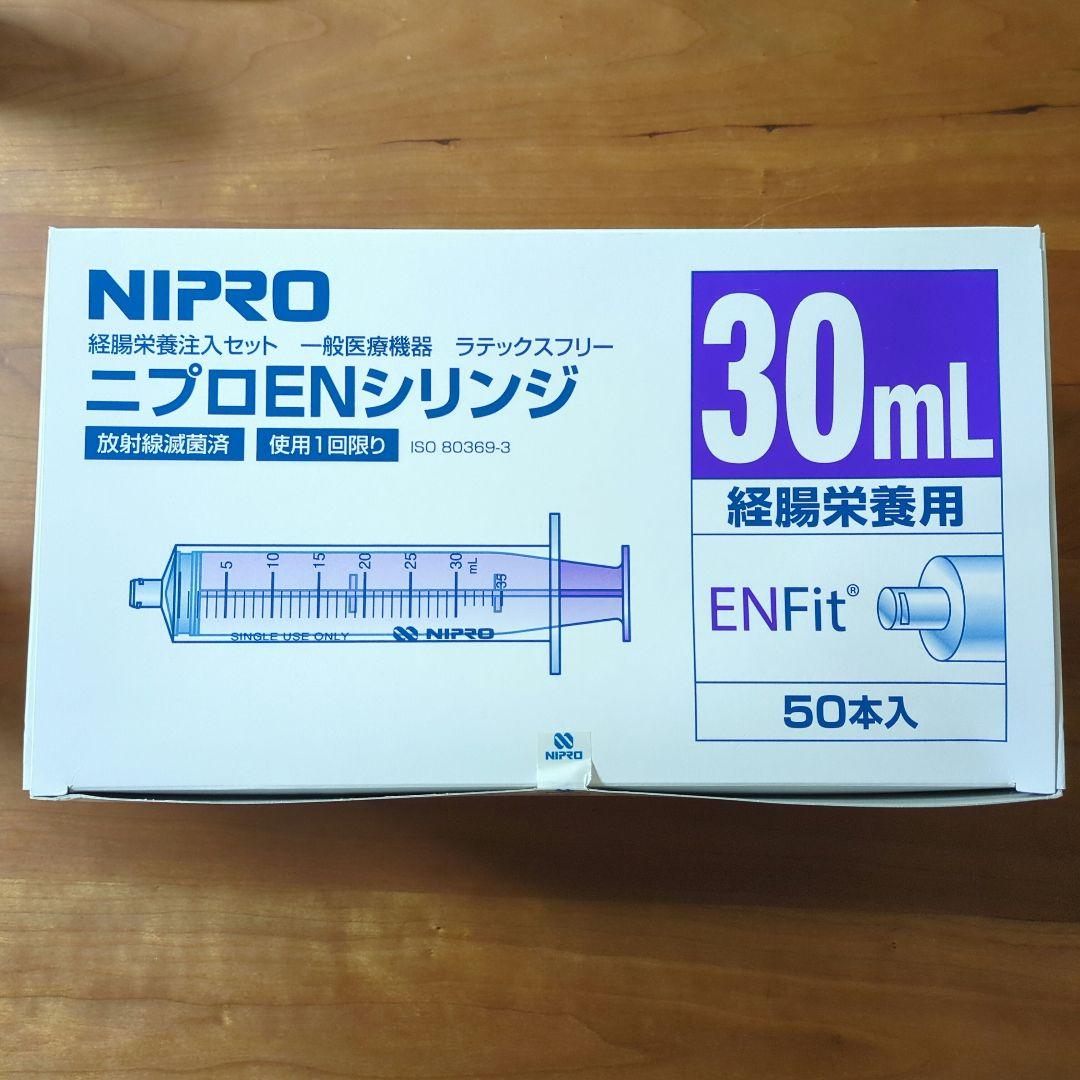 NIPRO
経腸栄養注入セット 一般医療機器 ラテックスフリー
ニプロENシリンジ
放射線滅菌済 使用1回限り ISO 80369-3
30mL
経腸栄養用
ENFit®
50本入
5 10 15 20 25 30 mL 35
SINGLE USE ONLY NIPRO
NIPRO